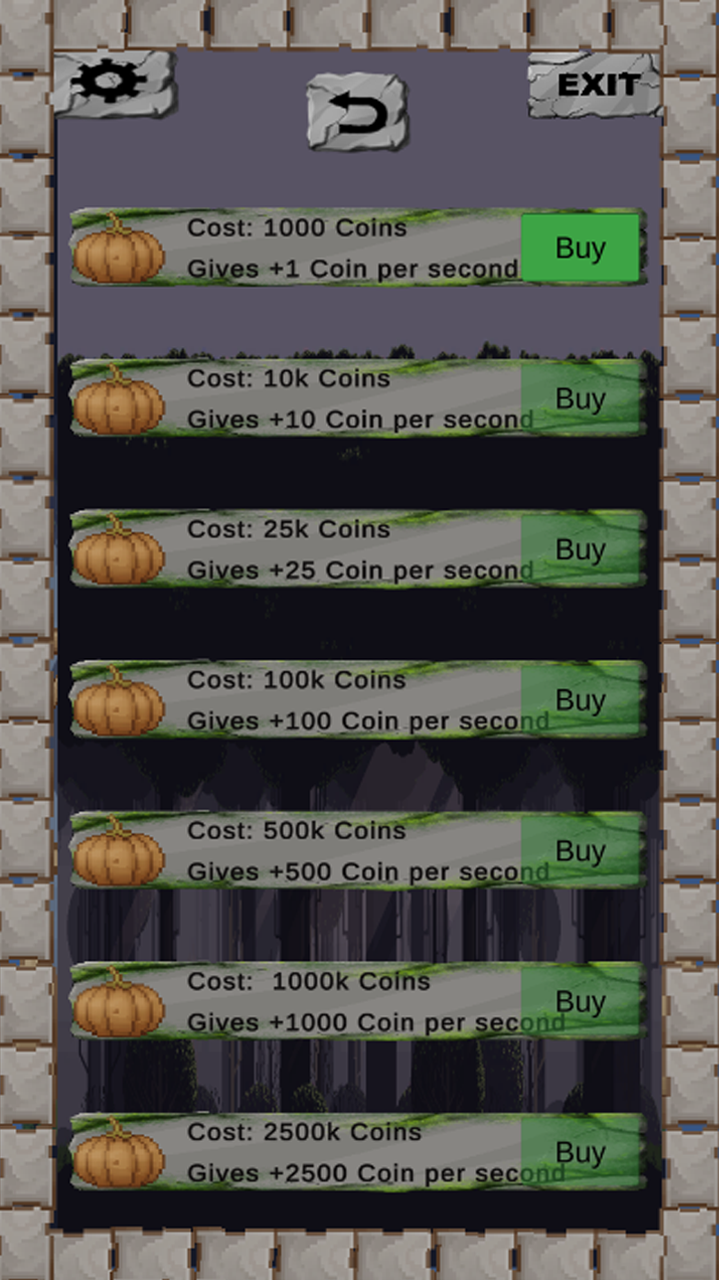 EXIT
Cost: 1000 Coins
Gives +1 Coin per second
Buy
Cost: 10k Coins
Gives +10 Coin per second
Buy
Cost: 25k Coins
Gives +25 Coin per second
Buy
Cost: 100k Coins
Gives +100 Coin per second
Buy
Cost: 500k Coins
Gives +500 Coin per second
Buy
Cost:  1000k Coins
Gives +1000 Coin per second
Buy
Cost: 2500k Coins
Gives +2500 Coin per second
Buy